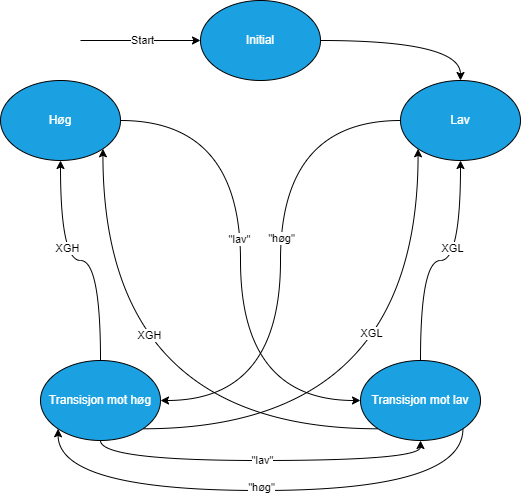 Start
Initial
Høg
Lav
"lav"
"høg"
XGH
XGL
XGH
XGL
Transisjon mot høg
Transisjon mot lav
"lav"
"høg"